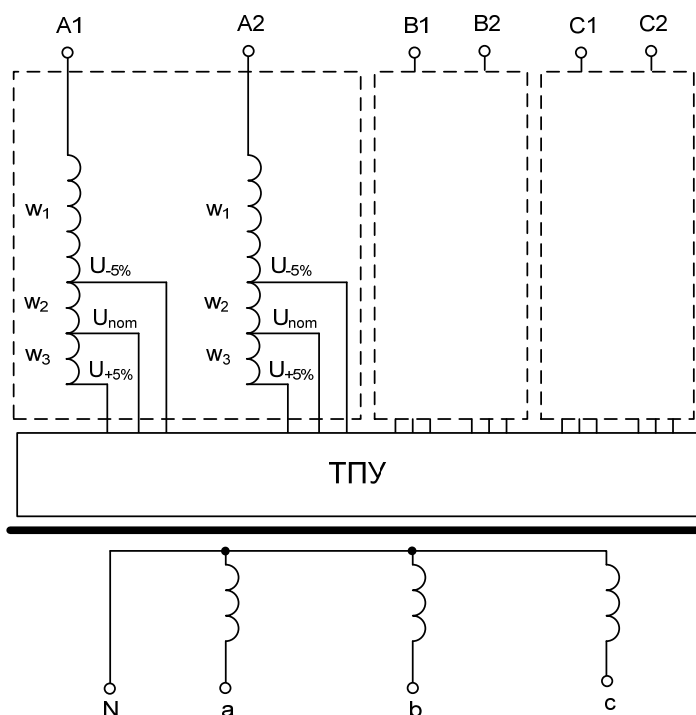 A1 A2 B1 B2 C1 C2
w1 w1
U-5% U-5%
w2 w2
Unom Unom
w3 w3
U+5% U+5%
ТПУ
N a b c